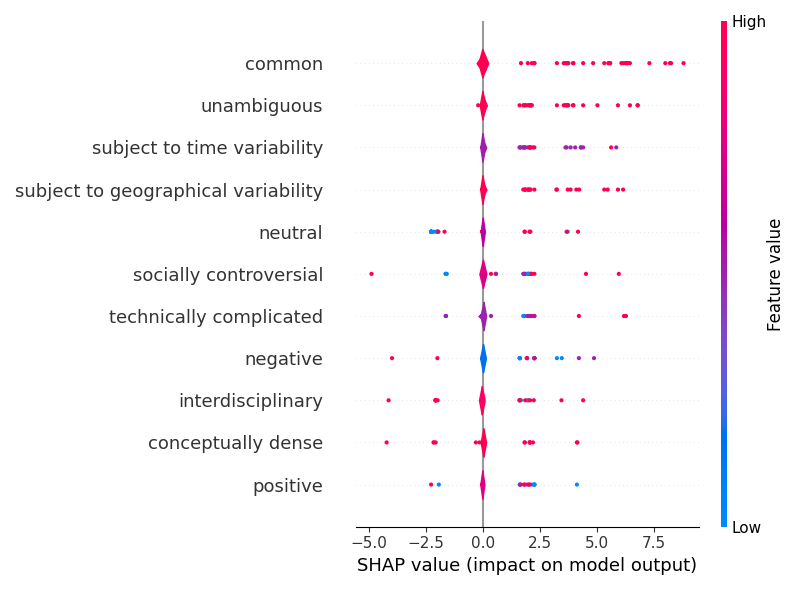 High
common
unambiguous
subject to time variability
subject to geographical variability
neutral
socially controversial
technically complicated
negative
interdisciplinary
conceptually dense
positive
Feature value
Low
−5.0 −2.5 0.0 2.5 5.0 7.5
SHAP value (impact on model output)